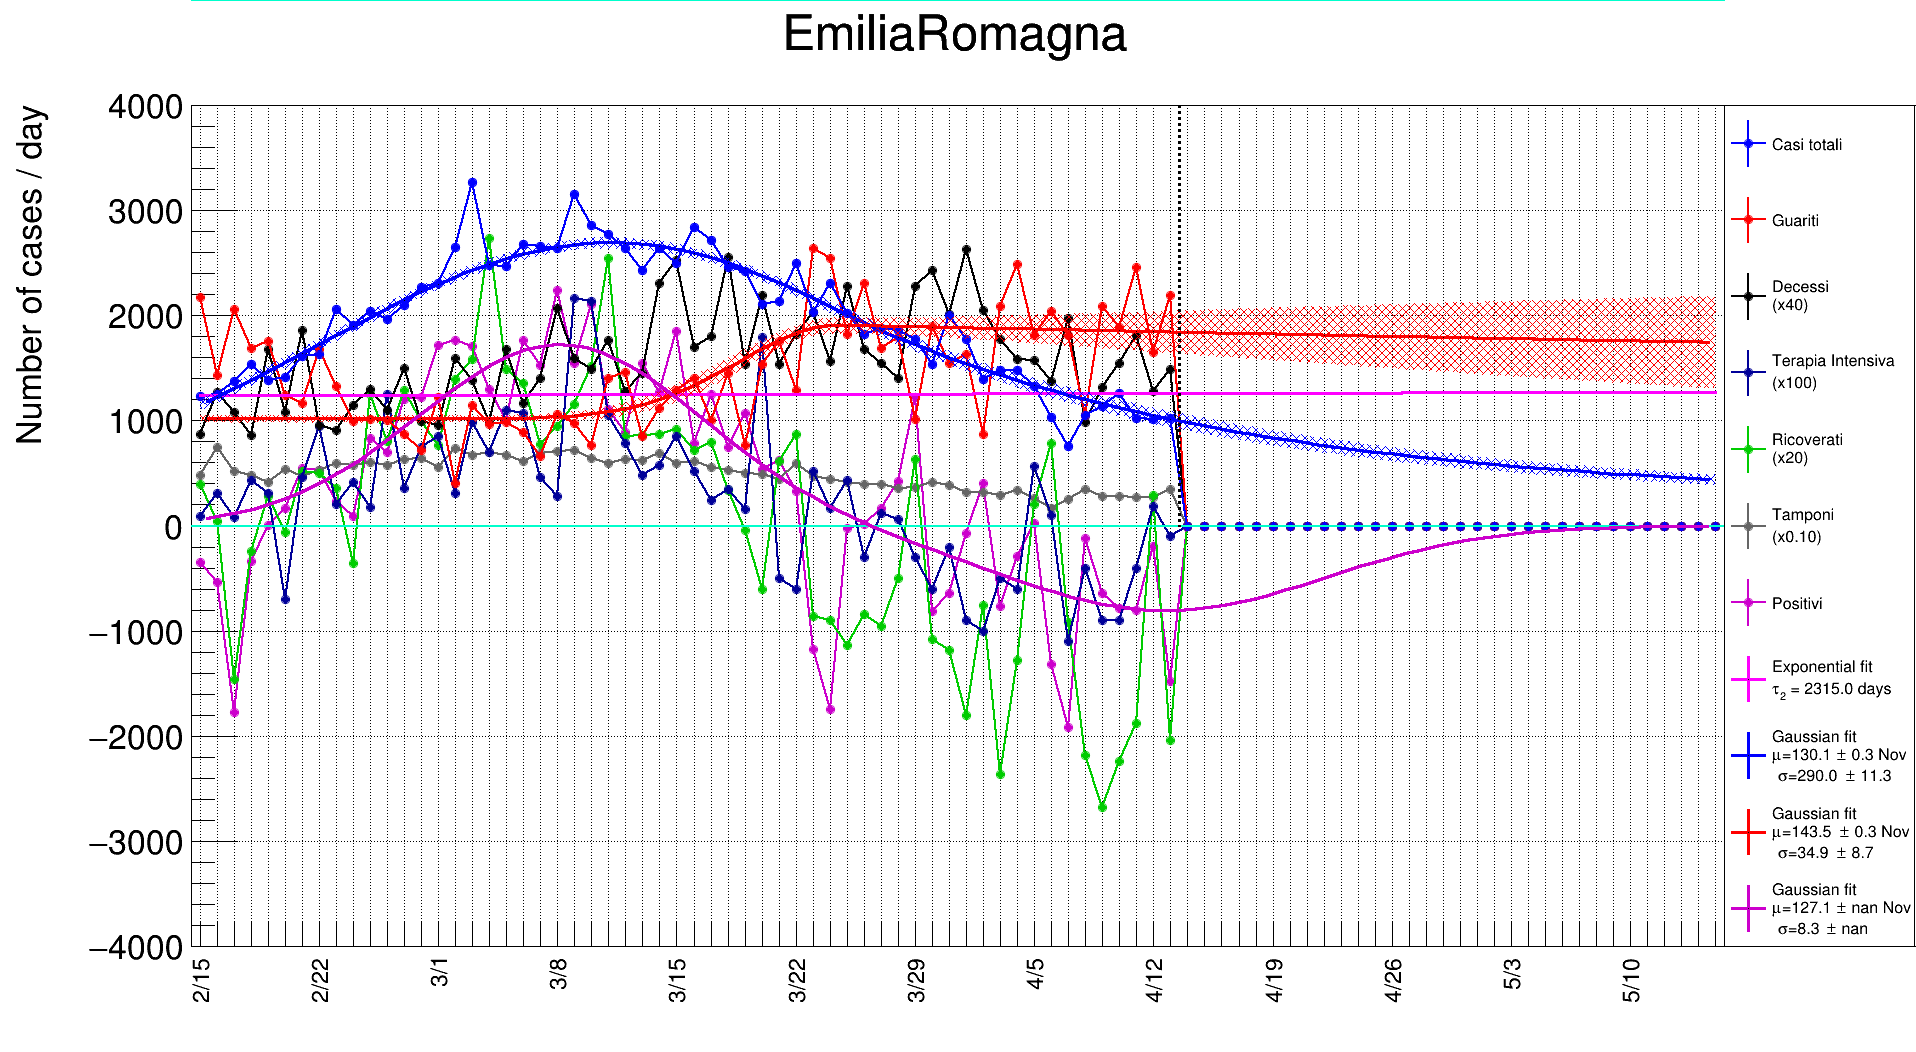 EmiliaRomagna
Number of cases / day
4000
3000
2000
1000
0
−1000
−2000
−3000
−4000
2/15
2/22
3/1
3/8
3/15
3/22
3/29
4/5
4/12
4/19
4/26
5/3
5/10
Casi totali
Guariti
Decessi
(x40)
Terapia Intensiva
(x100)
Ricoverati
(x20)
Tamponi
(x0.10)
Positivi
Exponential fit
τ2 = 2315.0 days
Gaussian fit
μ=130.1 ± 0.3 Nov
σ=290.0 ± 11.3
Gaussian fit
μ=143.5 ± 0.3 Nov
σ=34.9 ± 8.7
Gaussian fit
μ=127.1 ± nan Nov
σ=8.3 ± nan